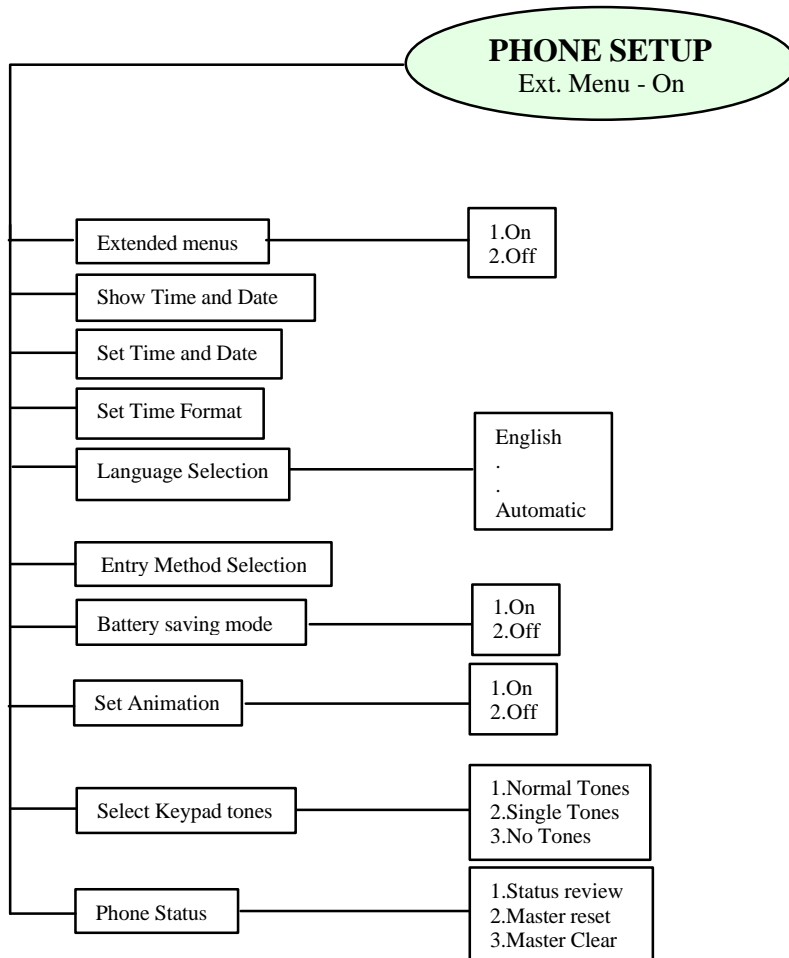 PHONE SETUP
Ext. Menu - On
Extended menus
1.On
2.Off
Show Time and Date
Set Time and Date
Set Time Format
Language Selection
English
.
.
Automatic
Entry Method Selection
Battery saving mode
1.On
2.Off
Set Animation
1.On
2.Off
Select Keypad tones
1.Normal Tones
2.Single Tones
3.No Tones
Phone Status
1.Status review
2.Master reset
3.Master Clear